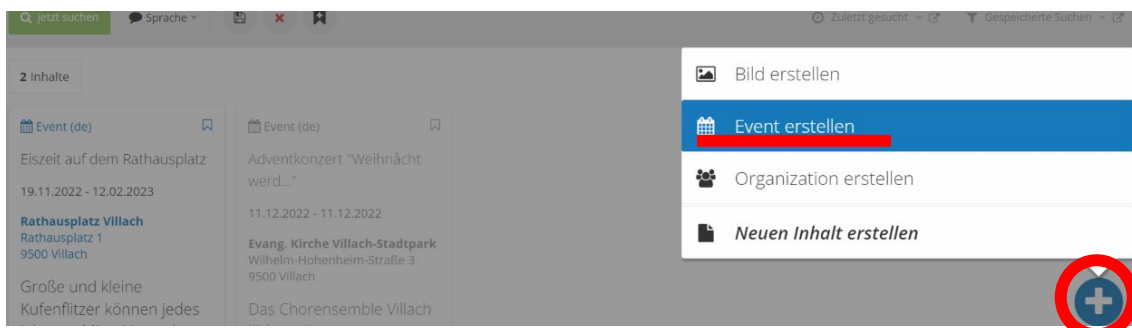 jetzt suchen
Sprache
Zuletzt gesucht
Gespeicherte Suchen
2 Inhalte
Event (de)
Eiszeit auf dem Rathausplatz
19.11.2022 - 12.02.2023
Rathausplatz Villach
Rathausplatz 1
9500 Villach
Große und kleine
Kufenflitzer können jedes
Event (de)
Adventkonzert "Weihnåcht
werd..."
11.12.2022 - 11.12.2022
Evang. Kirche Villach-Stadtpark
Wilhelm-Hohenheim-Straße 3
9500 Villach
Das Chorensemble Villach
Bild erstellen
Event erstellen
Organization erstellen
Neuen Inhalt erstellen